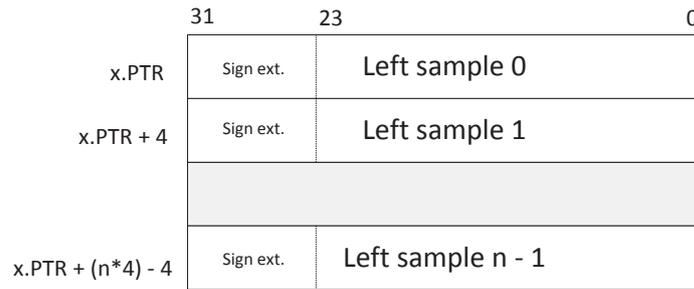 31 23 0
x.PTR Sign ext. Left sample 0
x.PTR + 4 Sign ext. Left sample 1
x.PTR + (n*4) - 4 Sign ext. Left sample n - 1